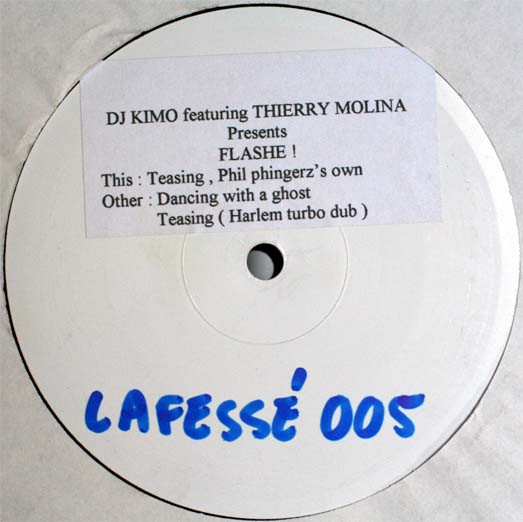 DJ KIMO featuring THIERRY MOLINA
Presents
FLASHE !
This : Teasing , Phil phingerz's own
Other : Dancing with a ghost
Teasing ( Harlem turbo dub )
LAFESSÉ 005